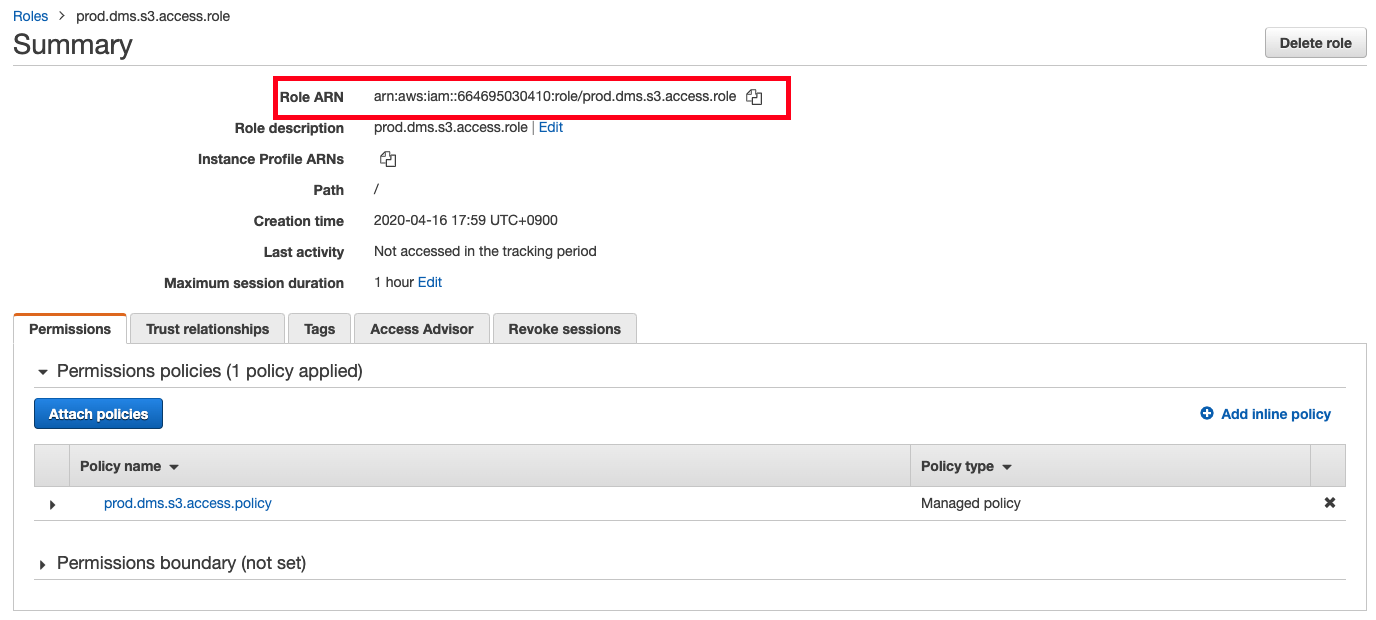 Roles > prod.dms.s3.access.role
Summary
Delete role
Role ARN arn:aws:iam::664695030410:role/prod.dms.s3.access.role
Role description prod.dms.s3.access.role | Edit
Instance Profile ARNs
Path /
Creation time 2020-04-16 17:59 UTC+0900
Last activity Not accessed in the tracking period
Maximum session duration 1 hour Edit
Permissions Trust relationships Tags Access Advisor Revoke sessions
Permissions policies (1 policy applied)
Attach policies Add inline policy
Policy name Policy type
prod.dms.s3.access.policy Managed policy
Permissions boundary (not set)